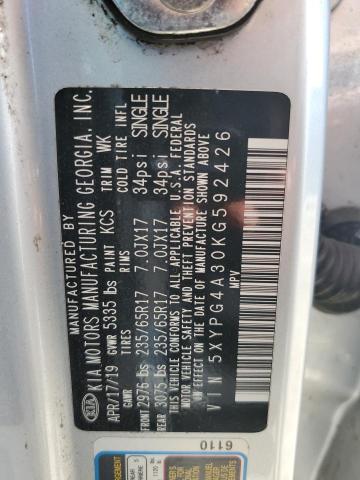 MANUFACTURED BY
KIA KIA MOTORS MANUFACTURING GEORGIA, INC.
APR/17/19 GVWR 5335 lbs PAINT KCS TRIM WK
GAWR TIRES RIMS COLD TIRE INFL
FRONT 2976 lbs 235/65R17 7.0JX17 34psi SINGLE
REAR 3075 lbs 235/65R17 7.0JX17 34psi SINGLE
THIS VEHICLE CONFORMS TO ALL APPLICABLE U.S.A. FEDERAL
MOTOR VEHICLE SAFETY AND THEFT PREVENTION STANDARDS
IN EFFECT ON THE DATE OF MANUFACTURE SHOWN ABOVE.
VIN 5XYPG4A30KG592426
MPV
6110